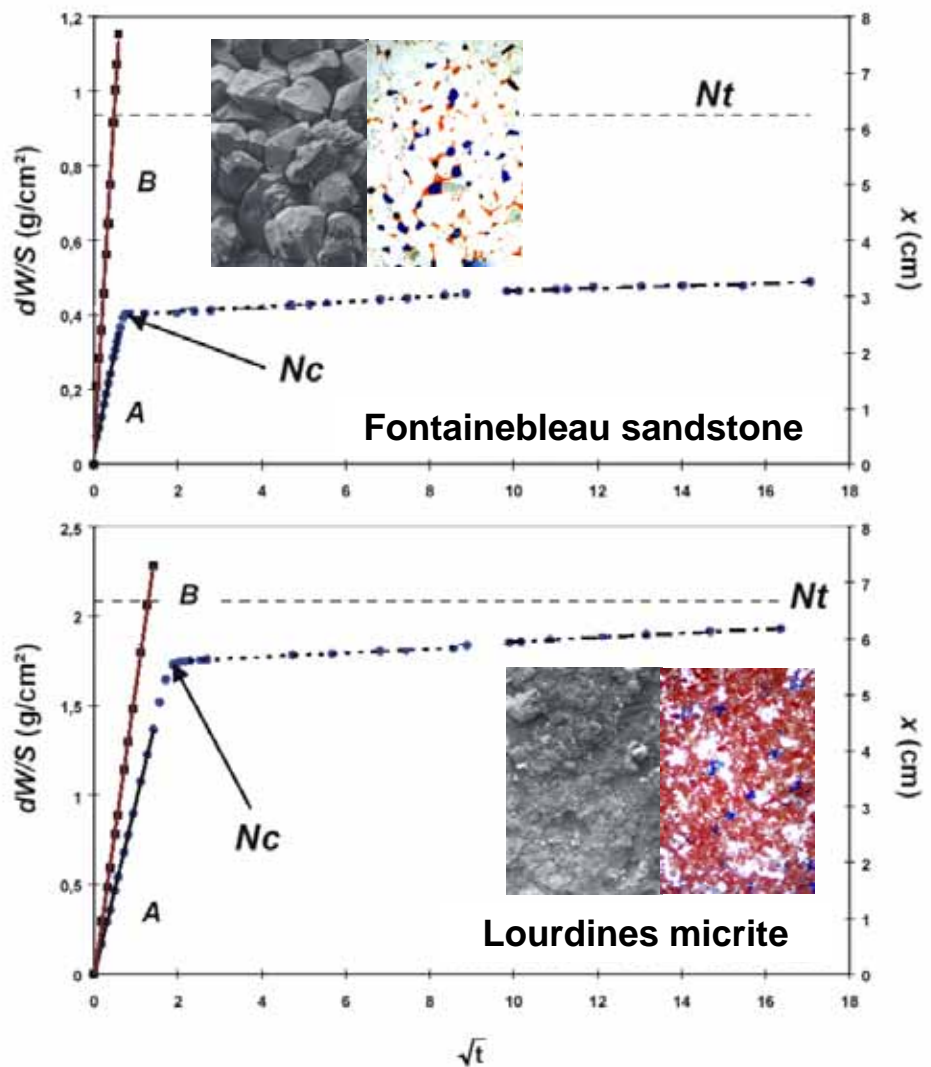 1,2
1
0,8
0,6
0,4
0,2
0
dW/S (g/cm²)
8
7
6
5
4
3
2
1
0
x (cm)
Nt
B
Nc
A
Fontainebleau sandstone
0 2 4 6 8 10 12 14 16 18
2,5
2
1,5
1
0,5
0
dW/S (g/cm²)
8
7
6
5
4
3
2
1
0
x (cm)
B
Nt
Nc
A
Lourdines micrite
0 2 4 6 8 10 12 14 16 18
√t